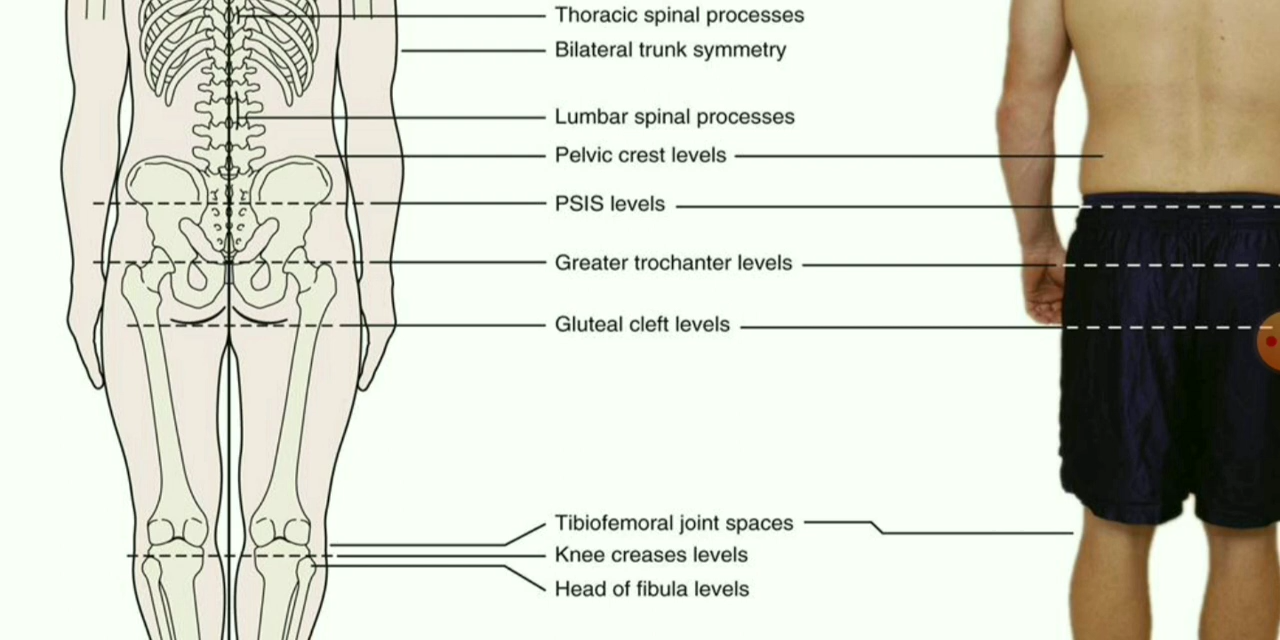 Thoracic spinal processes
Bilateral trunk symmetry
Lumbar spinal processes
Pelvic crest levels
PSIS levels
Greater trochanter levels
Gluteal cleft levels
Tibiofemoral joint spaces
Knee creases levels
Head of fibula levels